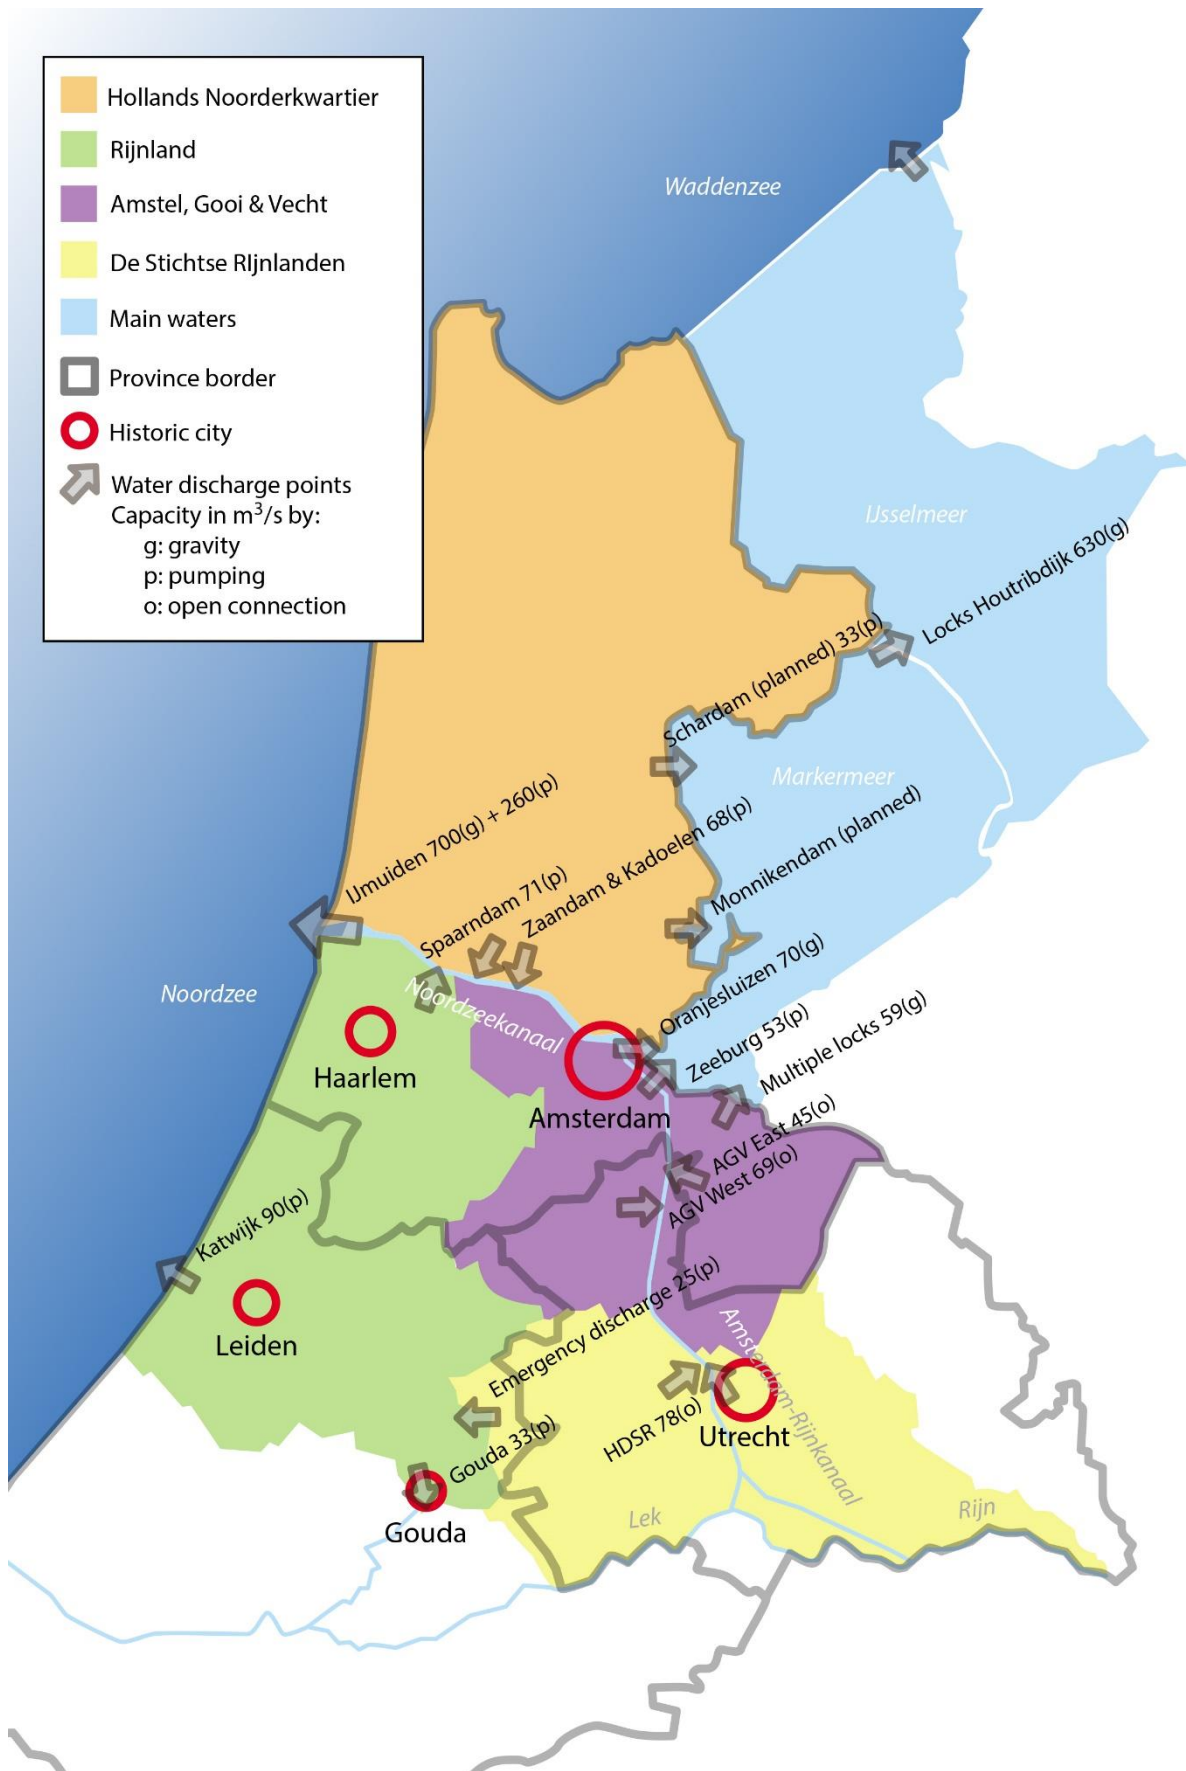 Hollands Noorderkwartier
Rijnland
Amstel, Gooi & Vecht
De Stichtse RIjnlanden
Main waters
Province border
Historic city
Water discharge points
Capacity in m³/s by:
g: gravity
p: pumping
o: open connection
Waddenzee
IJsselmeer
Locks Houtribdijk 630(g)
Schardam (planned) 33(p)
Markermeer
IJmuiden 700(g) + 260(p)
Spaarndam 71(p)
Zaandam & Kadoelen 68(p)
Monnikendam (planned)
Noordzee
Noordzeekanaal
Oranjesluizen 70(g)
Zeeburg 53(p)
Multiple locks 59(g)
Haarlem
Amsterdam
AGV East 45(o)
AGV West 69(o)
Katwijk 90(p)
Leiden
Emergency discharge 25(p)
Amsterdam-Rijnkanaal
HDSR 78(o)
Utrecht
Gouda 33(p)
Gouda
Lek
Rijn